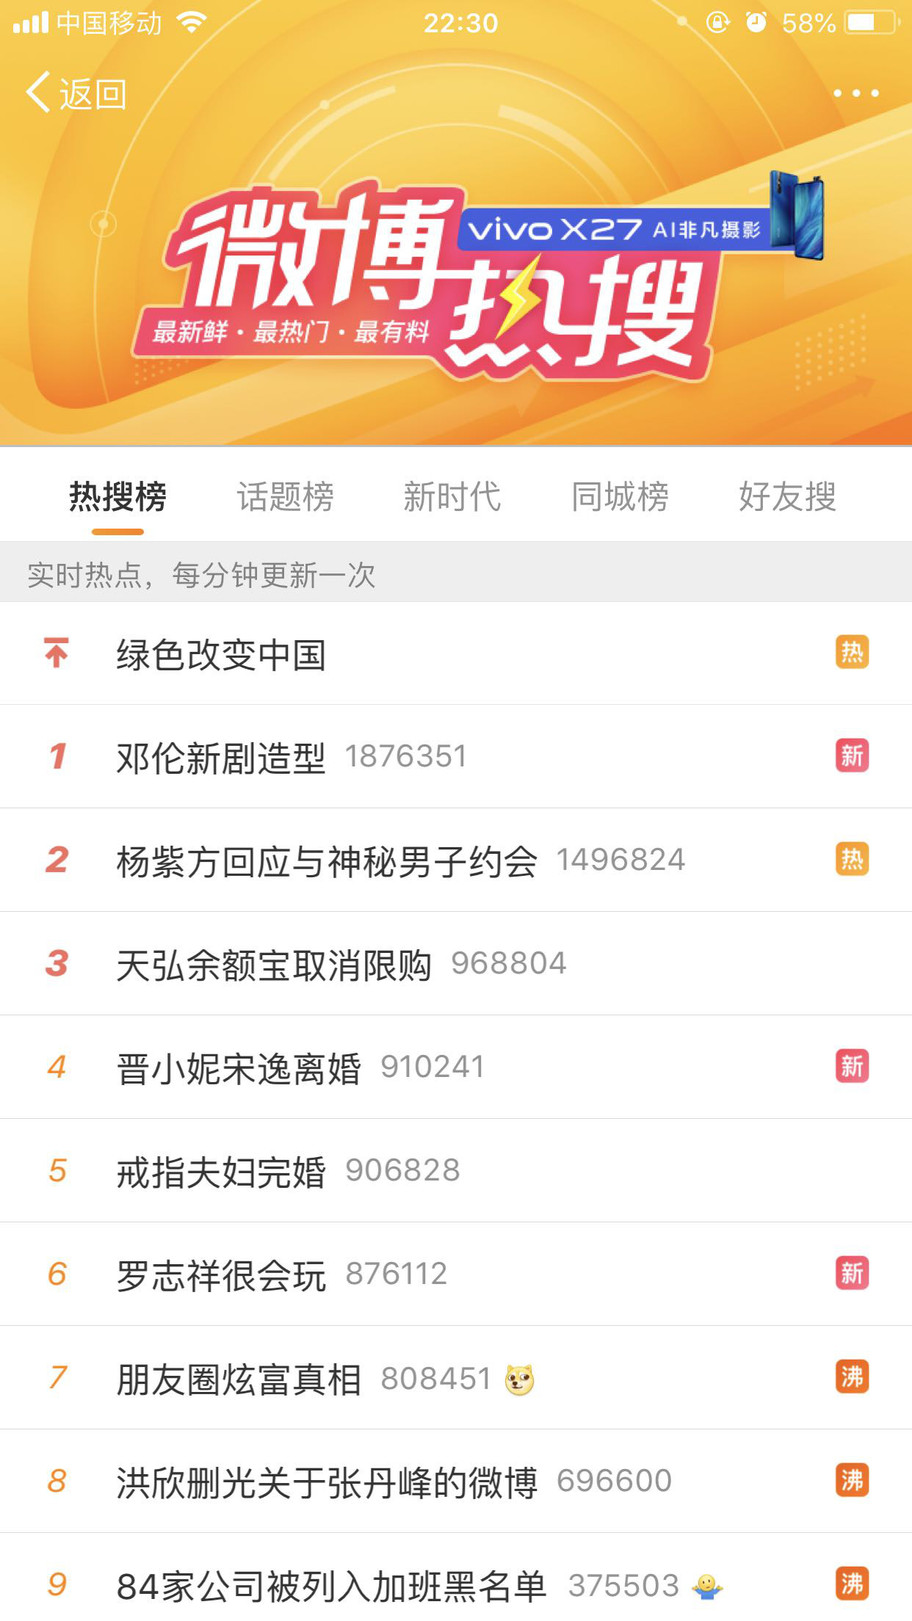 中国移动 22:30 58%
返回
微博热搜
vivo X27 AI非凡摄影
最新鲜·最热门·最有料
热搜榜 话题榜 新时代 同城榜 好友搜
实时热点，每分钟更新一次
绿色改变中国 热
1 邓伦新剧造型 1876351 新
2 杨紫方回应与神秘男子约会 1496824 热
3 天弘余额宝取消限购 968804
4 晋小妮宋逸离婚 910241 新
5 戒指夫妇完婚 906828
6 罗志祥很会玩 876112 新
7 朋友圈炫富真相 808451 沸
8 洪欣删光关于张丹峰的微博 696600 沸
9 84家公司被列入加班黑名单 375503 沸